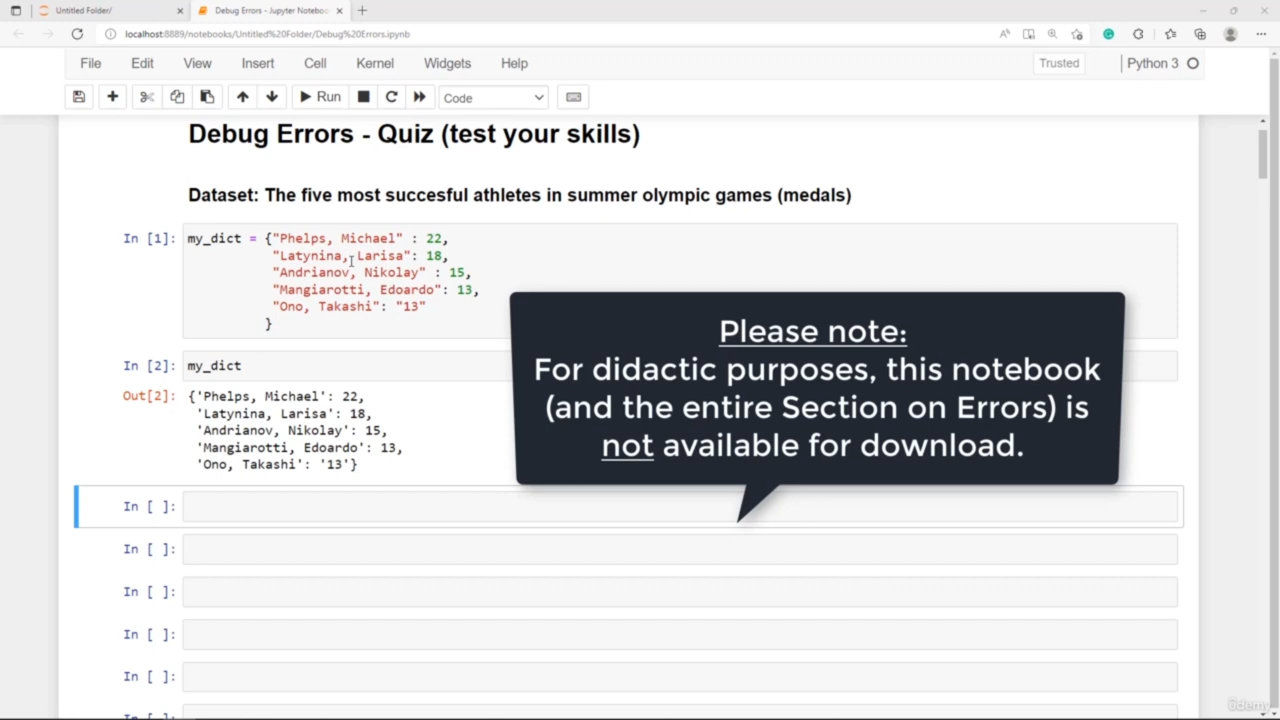 Untitled Folder/
Debug Errors - Jupyter Noteboo
localhost:8889/notebooks/Untitled%20Folder/Debug%20Errors.ipynb
File Edit View Insert Cell Kernel Widgets Help
Trusted
Python 3
Run
Code
Debug Errors - Quiz (test your skills)
Dataset: The five most succesful athletes in summer olympic games (medals)
In [1]: my_dict = {"Phelps, Michael" : 22,
"Latynina, Larisa": 18,
"Andrianov, Nikolay" : 15,
"Mangiarotti, Edoardo": 13,
"Ono, Takashi": "13"
}
Please note:
For didactic purposes, this notebook
(and the entire Section on Errors) is
not available for download.
In [2]: my_dict
Out[2]: {'Phelps, Michael': 22,
'Latynina, Larisa': 18,
'Andrianov, Nikolay': 15,
'Mangiarotti, Edoardo': 13,
'Ono, Takashi': '13'}
In [ ]:
In [ ]:
In [ ]:
In [ ]:
In [ ]:
In [ ]:
Udemy